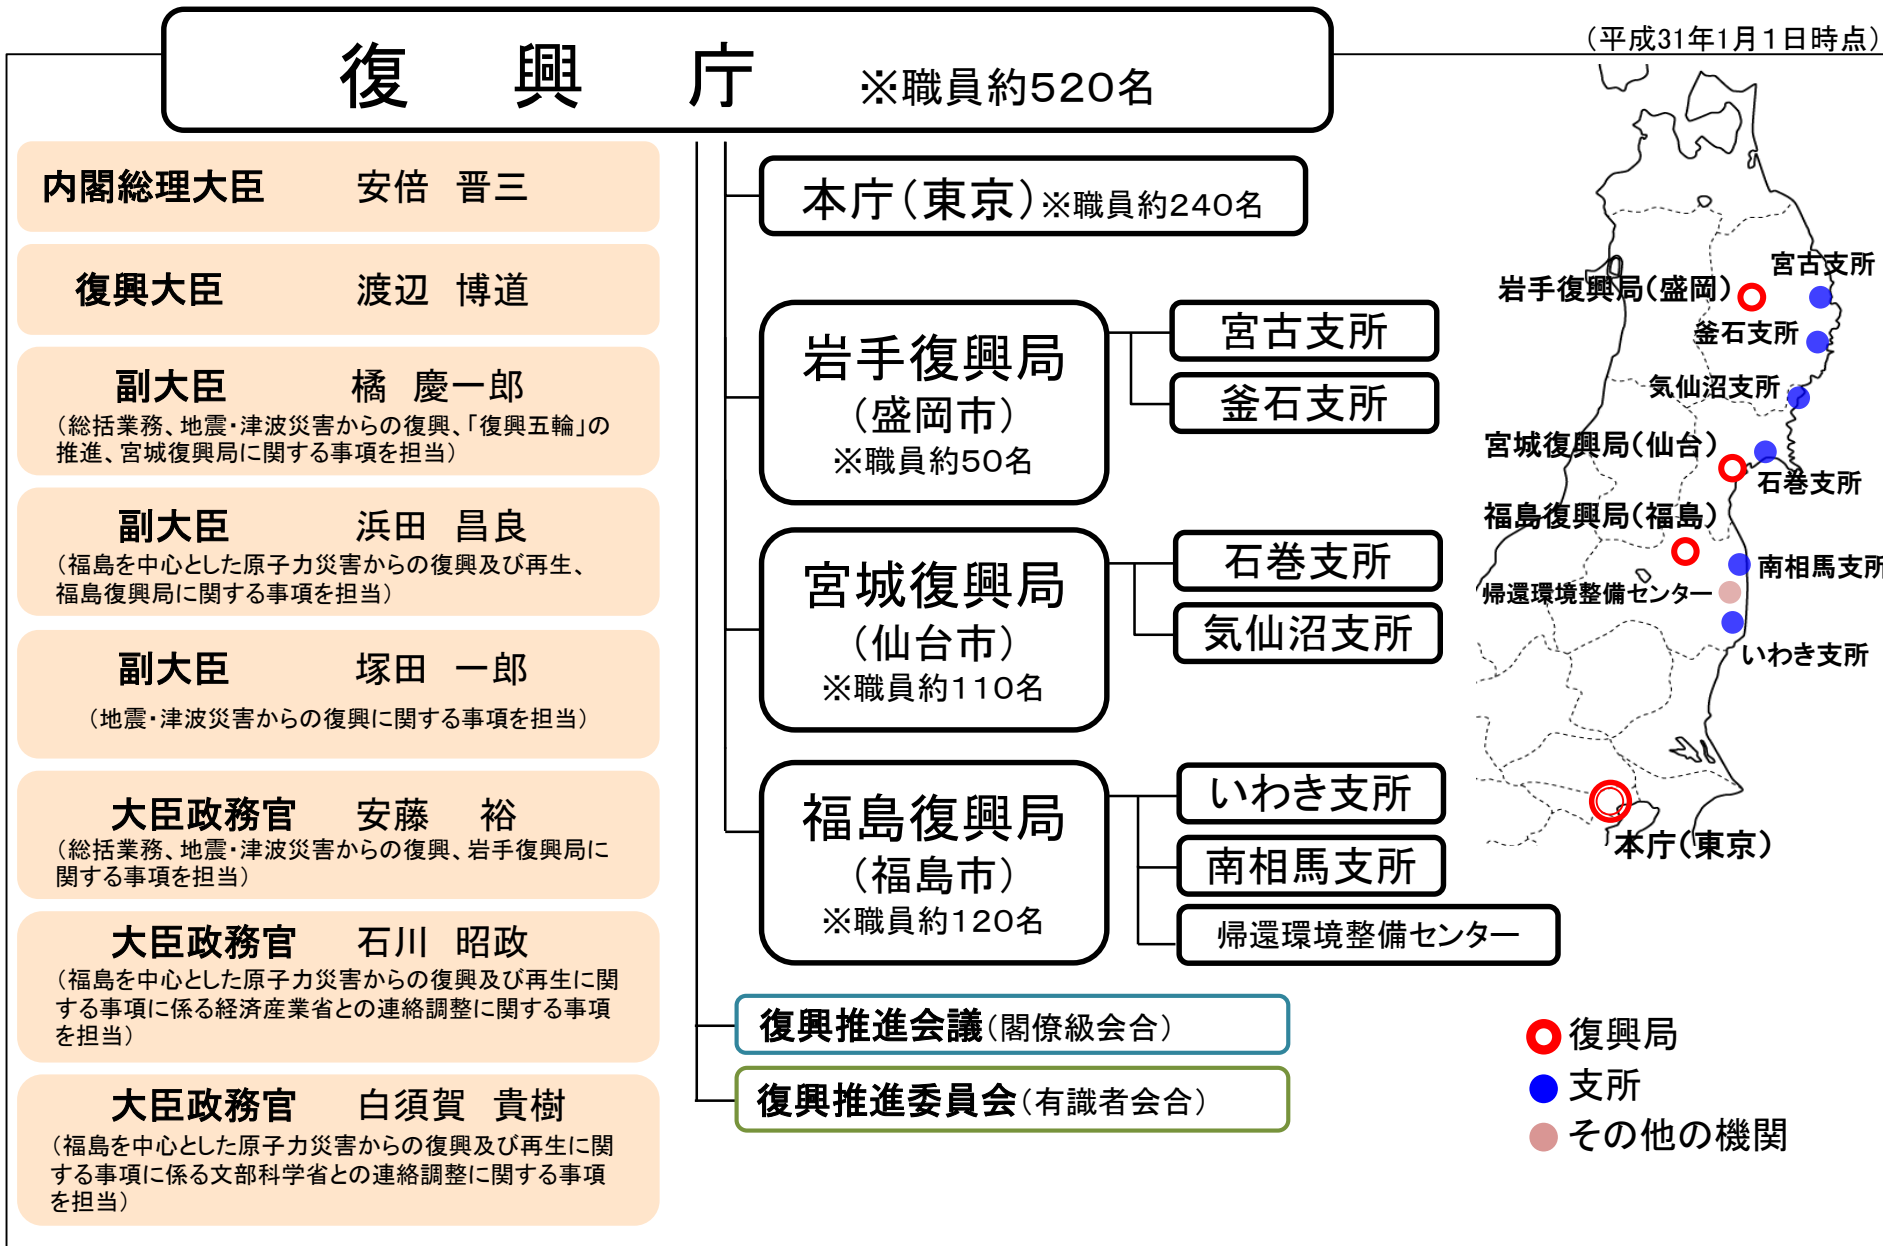 復興庁 ※職員約520名
(平成31年1月1日時点)
内閣総理大臣 安倍 晋三
復興大臣 渡辺 博道
副大臣 橘 慶一郎
(総括業務、地震・津波災害からの復興、「復興五輪」の
推進、宮城復興局に関する事項を担当)
副大臣 浜田 昌良
(福島を中心とした原子力災害からの復興及び再生、
福島復興局に関する事項を担当)
副大臣 塚田 一郎
(地震・津波災害からの復興に関する事項を担当)
大臣政務官 安藤 裕
(総括業務、地震・津波災害からの復興、岩手復興局に
関する事項を担当)
大臣政務官 石川 昭政
(福島を中心とした原子力災害からの復興及び再生に関
する事項に係る経済産業省との連絡調整に関する事項
を担当)
大臣政務官 白須賀 貴樹
(福島を中心とした原子力災害からの復興及び再生に関
する事項に係る文部科学省との連絡調整に関する事項
を担当)
本庁(東京)※職員約240名
岩手復興局
(盛岡市)
※職員約50名
宮古支所
釜石支所
宮城復興局
(仙台市)
※職員約110名
石巻支所
気仙沼支所
福島復興局
(福島市)
※職員約120名
いわき支所
南相馬支所
帰還環境整備センター
復興推進会議(閣僚級会合)
復興推進委員会(有識者会合)
宮古支所
岩手復興局(盛岡)
釜石支所
気仙沼支所
宮城復興局(仙台)
石巻支所
福島復興局(福島)
南相馬支所
帰還環境整備センター
いわき支所
本庁(東京)
復興局
支所
その他の機関